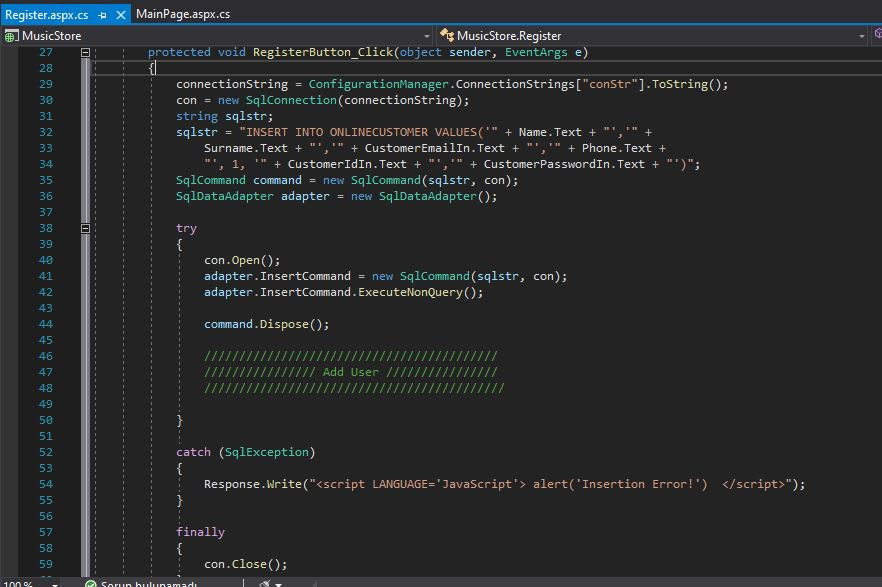 Register.aspx.cs MainPage.aspx.cs
MusicStore MusicStore.Register
27 protected void RegisterButton_Click(object sender, EventArgs e)
28 {
29 connectionString = ConfigurationManager.ConnectionStrings["conStr"].ToString();
30 con = new SqlConnection(connectionString);
31 string sqlstr;
32 sqlstr = "INSERT INTO ONLINECUSTOMER VALUES('" + Name.Text + "','" +
33 Surname.Text + "','" + CustomerEmailIn.Text + "','" + Phone.Text +
34 "', 1, '" + CustomerIdIn.Text + "','" + CustomerPasswordIn.Text + "')";
35 SqlCommand command = new SqlCommand(sqlstr, con);
36 SqlDataAdapter adapter = new SqlDataAdapter();
37
38 try
39 {
40 con.Open();
41 adapter.InsertCommand = new SqlCommand(sqlstr, con);
42 adapter.InsertCommand.ExecuteNonQuery();
43
44 command.Dispose();
45
46 //////////////////////////////////////////
47 //////////////// Add User ////////////////
48 ///////////////////////////////////////////
49
50 }
51
52 catch (SqlException)
53 {
54 Response.Write("<script LANGUAGE='JavaScript'> alert('Insertion Error!')  </script>");
55 }
56
57 finally
58 {
59 con.Close();
100 % Sorun bulunamadı